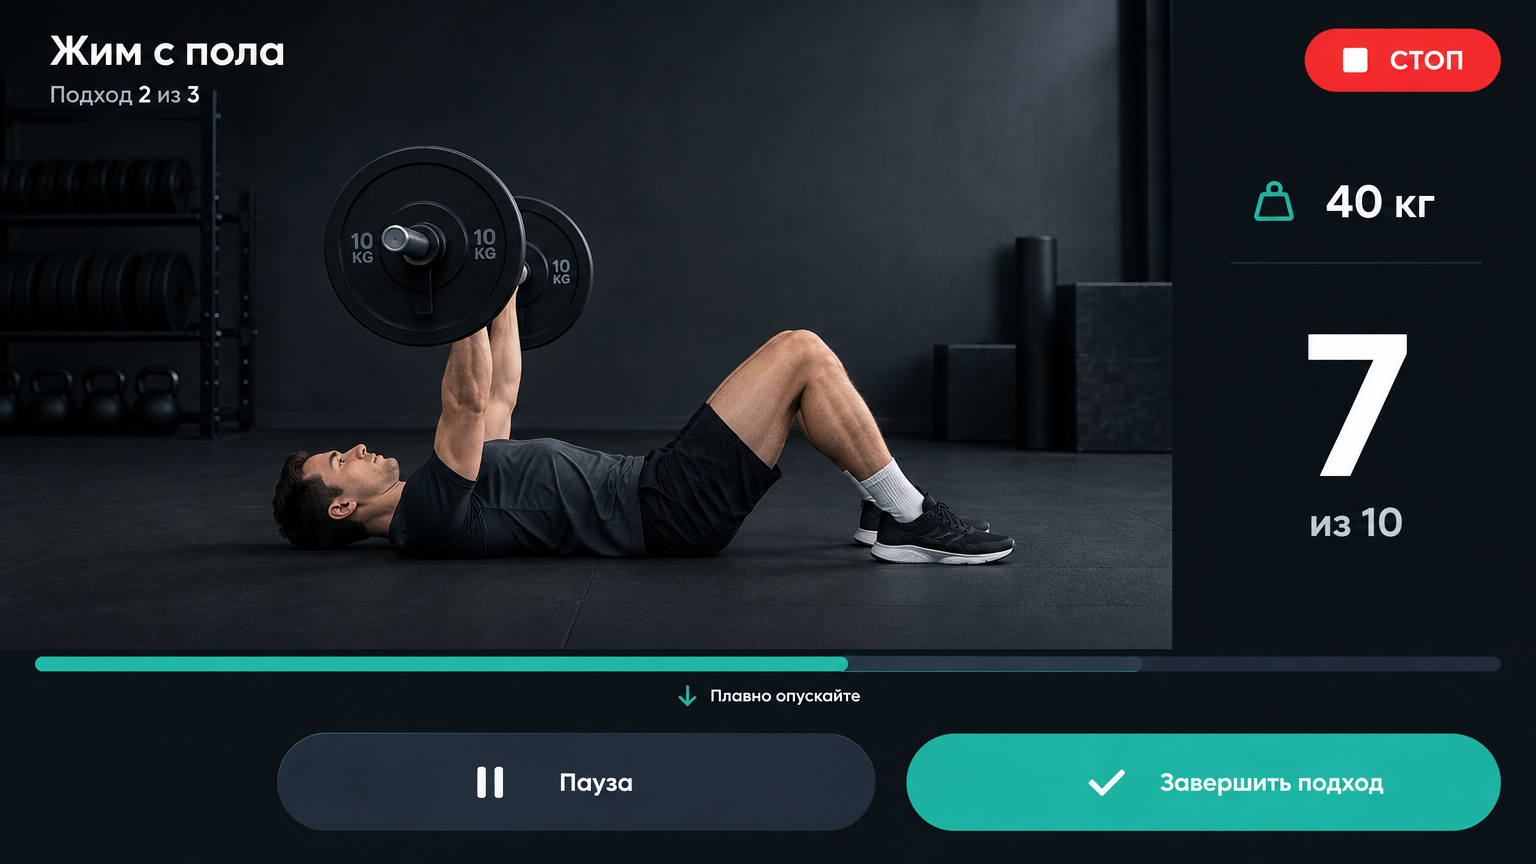 Жим с пола
Подход 2 из 3
СТОП
40 кг
10 KG
10 KG
10 KG
7
из 10
Плавно опускайте
Пауза
Завершить подход